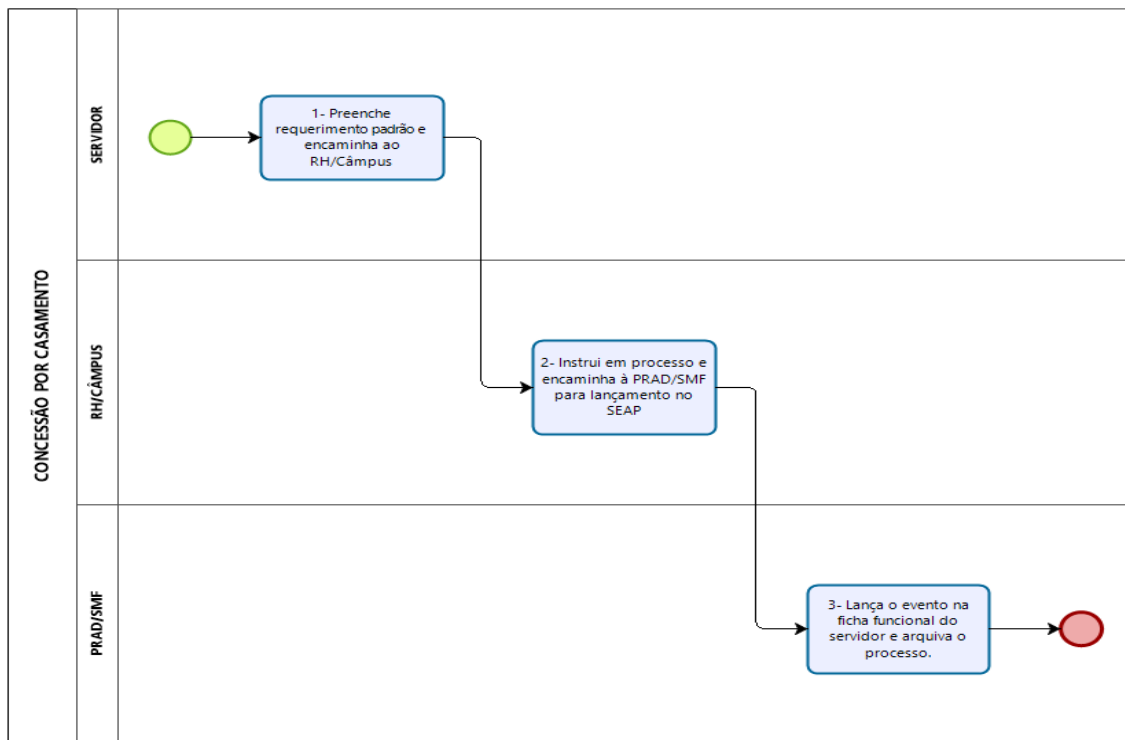 CONCESSÃO POR CASAMENTO
SERVIDOR
1- Preenche
requerimento padrão e
encaminha ao
RH/Câmpus
RH/CÂMPUS
2- Instrui em processo e
encaminha à PRAD/SMF
para lançamento no
SEAP
PRAD/SMF
3- Lança o evento na
ficha funcional do
servidor e arquiva o
processo.